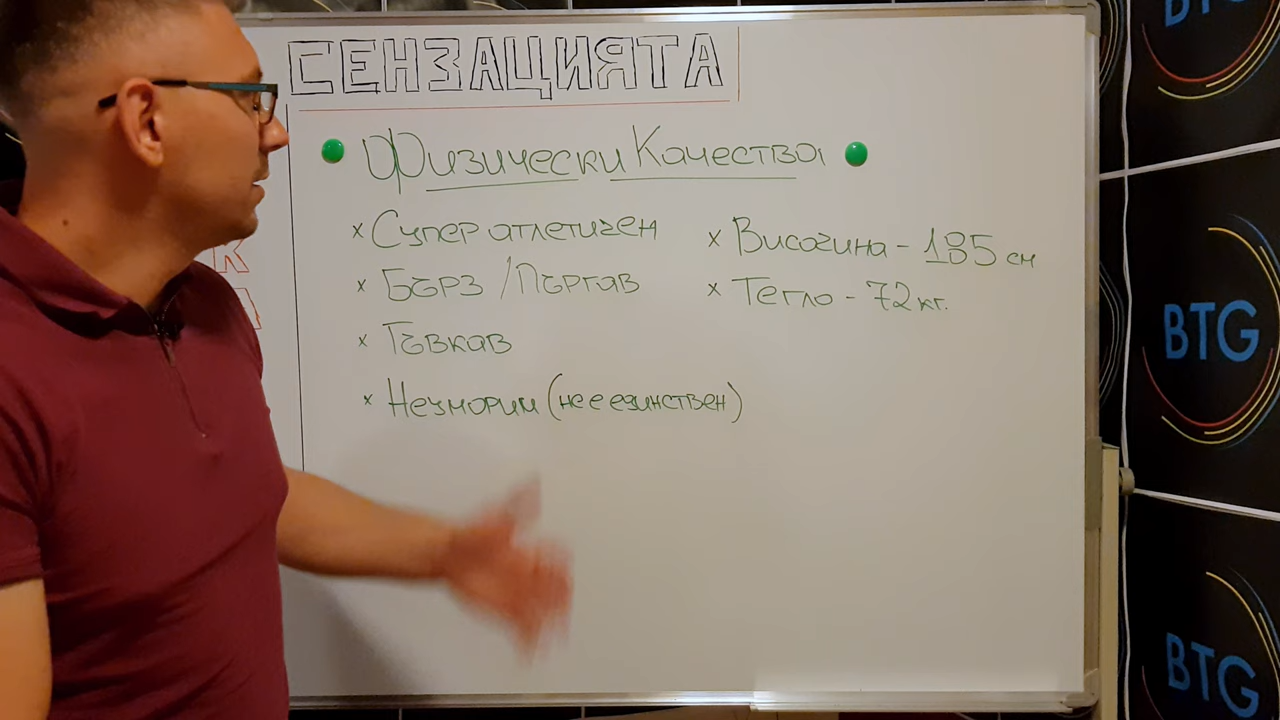 СЕНЗАЦИЯТА
Физически Качества
x Супер атлетичен
x Бърз / Пъргав
x Гъвкав
x Неуморим (не е единствен)
x Височина - 185 см
x Тегло - 72 кг.
К
BTG
BTG
BTG